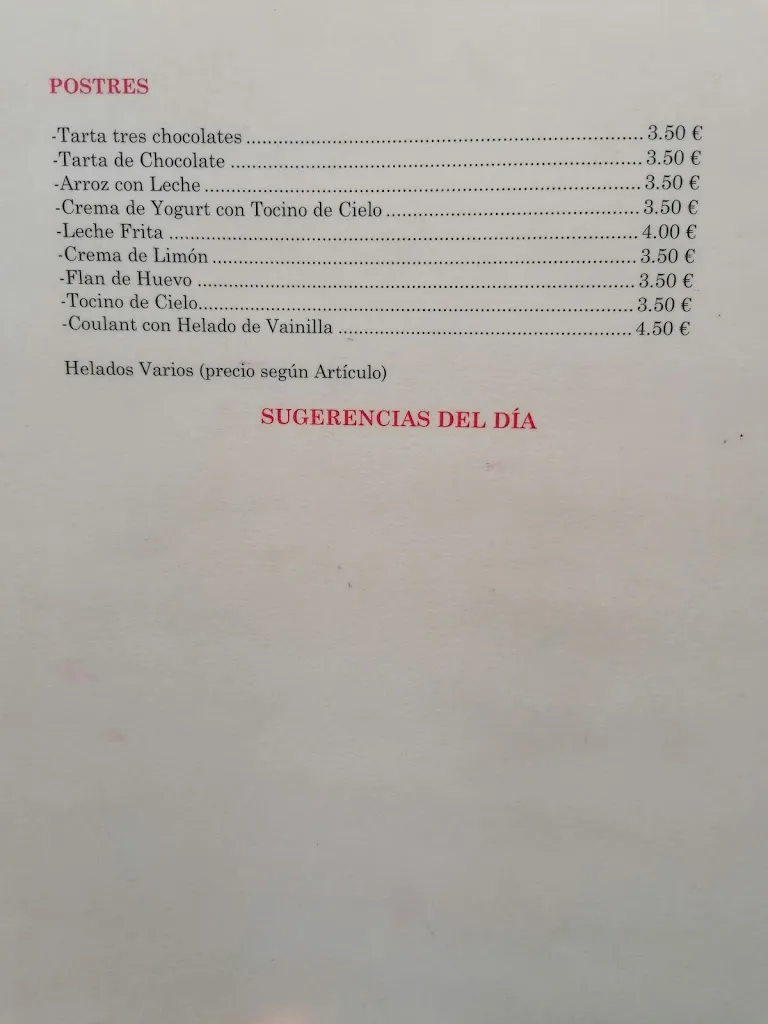 POSTRES
-Tarta tres chocolates ........................................................................... 3.50 €
-Tarta de Chocolate .............................................................................. 3.50 €
-Arroz con Leche ................................................................................... 3.50 €
-Crema de Yogurt con Tocino de Cielo ................................................ 3.50 €
-Leche Frita ......................................................................................... 4.00 €
-Crema de Limón ................................................................................ 3.50 €
-Flan de Huevo ................................................................................... 3.50 €
-Tocino de Cielo................................................................................... 3.50 €
-Coulant con Helado de Vainilla ........................................................ 4.50 €
Helados Varios (precio según Artículo)
SUGERENCIAS DEL DÍA